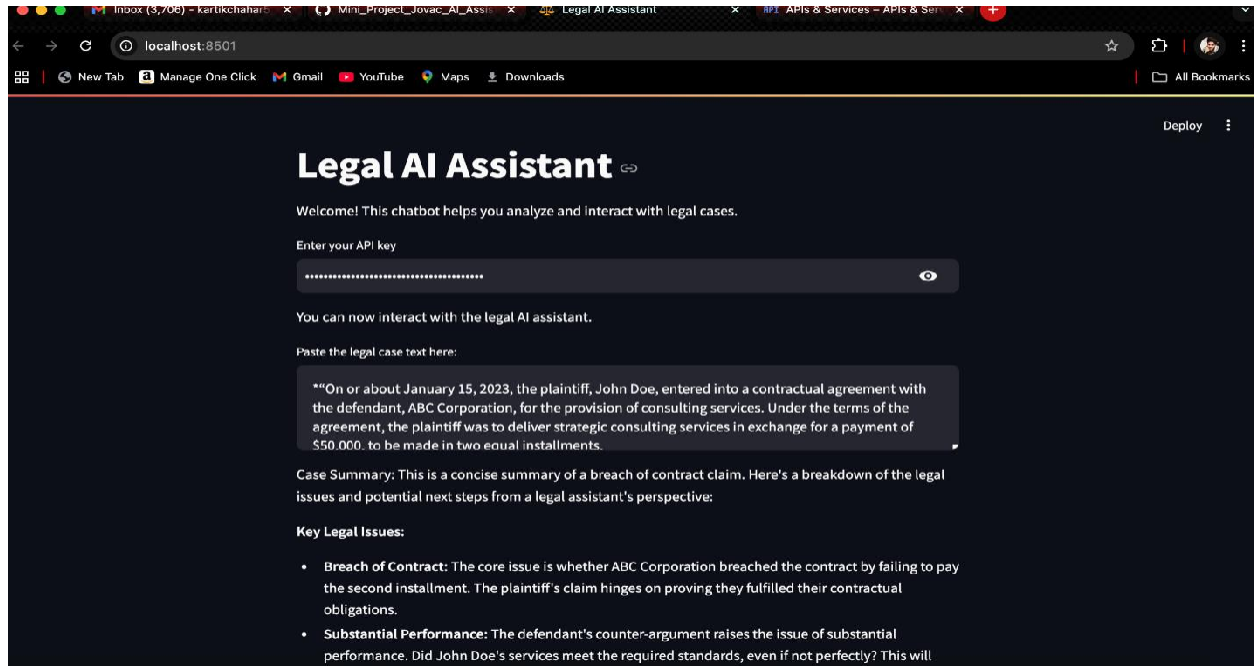 Inbox (3,706) – kartikchahar5 Mini_Project_Jovac_AI_Assis Legal AI Assistant APIs & Services – APIs & Ser
localhost:8501
New Tab Manage One Click Gmail YouTube Maps Downloads All Bookmarks
Deploy
Legal AI Assistant
Welcome! This chatbot helps you analyze and interact with legal cases.
Enter your API key
You can now interact with the legal AI assistant.
Paste the legal case text here:
*“On or about January 15, 2023, the plaintiff, John Doe, entered into a contractual agreement with
the defendant, ABC Corporation, for the provision of consulting services. Under the terms of the
agreement, the plaintiff was to deliver strategic consulting services in exchange for a payment of
$50,000, to be made in two equal installments.
Case Summary: This is a concise summary of a breach of contract claim. Here's a breakdown of the legal
issues and potential next steps from a legal assistant's perspective:
Key Legal Issues:
• Breach of Contract: The core issue is whether ABC Corporation breached the contract by failing to pay
the second installment. The plaintiff's claim hinges on proving they fulfilled their contractual
obligations.
• Substantial Performance: The defendant's counter-argument raises the issue of substantial
performance. Did John Doe's services meet the required standards, even if not perfectly? This will